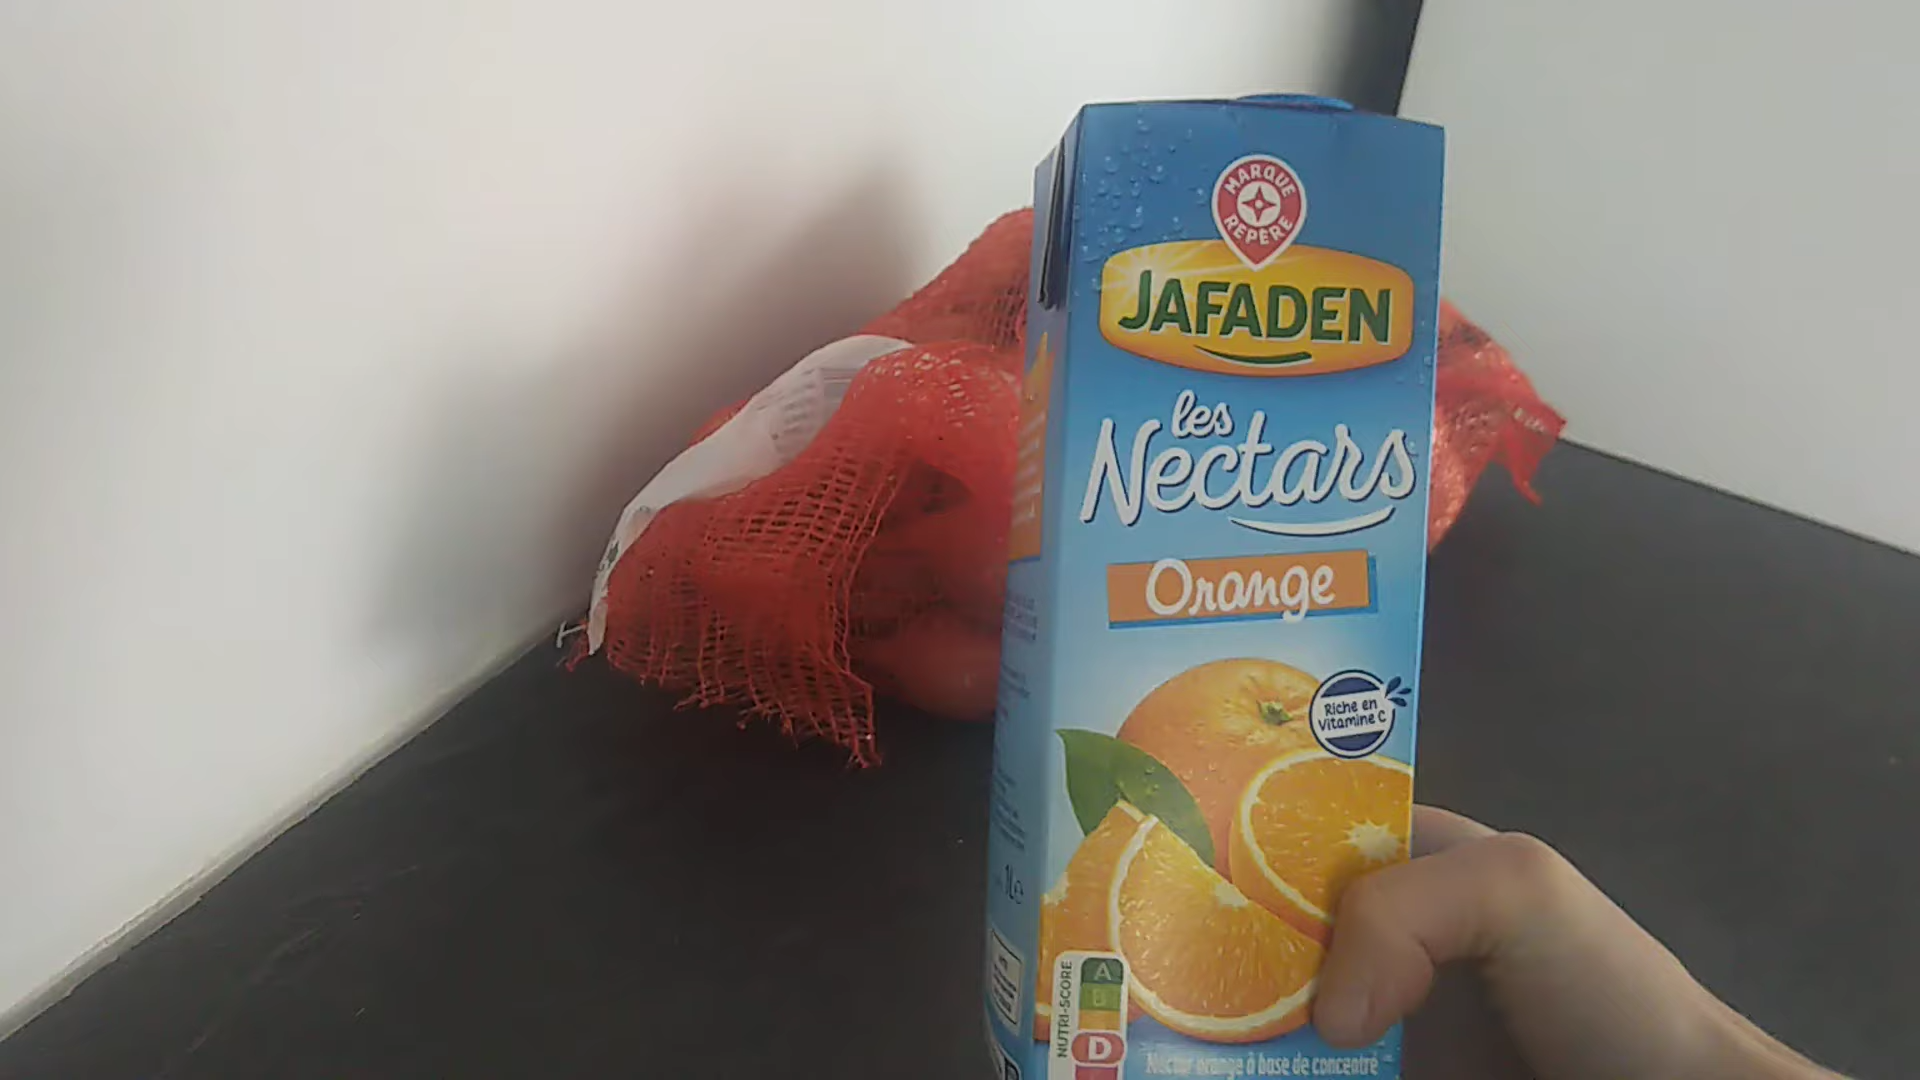 MARQUE
REPÈRE
JAFADEN
les
Nectars
Orange
Riche en
Vitamine C
1L e
NUTRI-SCORE
A
B
D
Nectar orange à base de concentré